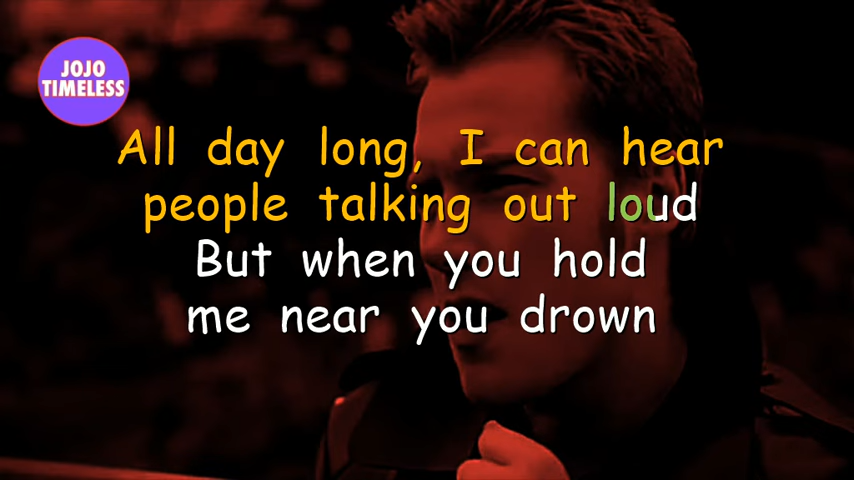 JOJO
TIMELESS
All day long, I can hear
people talking out loud
But when you hold
me near you drown